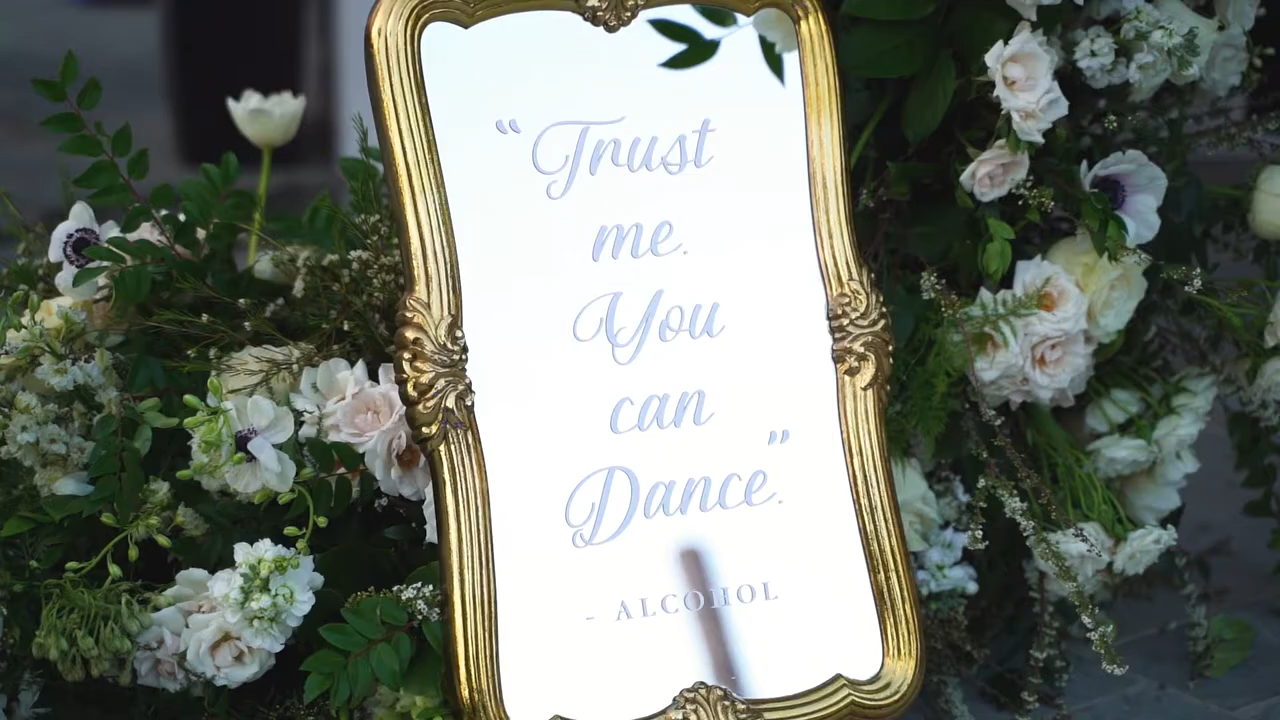 “Trust
me.
You
can
Dance.”
- ALCOHOL